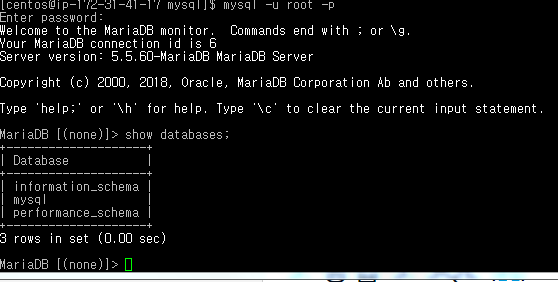 [centos@ip-172-31-41-17 mysql]$ mysql -u root -p
Enter password:
Welcome to the MariaDB monitor.  Commands end with ; or \g.
Your MariaDB connection id is 6
Server version: 5.5.60-MariaDB MariaDB Server
Copyright (c) 2000, 2018, Oracle, MariaDB Corporation Ab and others.
Type 'help;' or '\h' for help. Type '\c' to clear the current input statement.
MariaDB [(none)]> show databases;
+--------------------+
| Database           |
+--------------------+
| information_schema |
| mysql              |
| performance_schema |
+--------------------+
3 rows in set (0.00 sec)
MariaDB [(none)]>